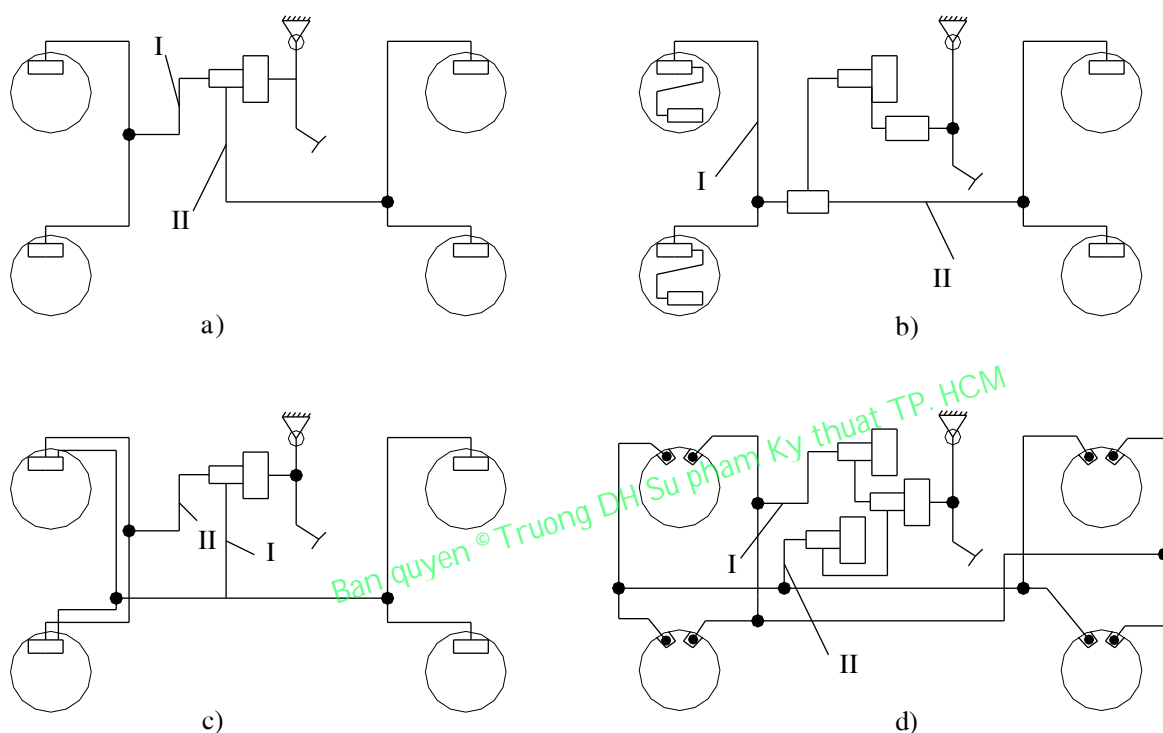 I
II
a)
I
II
b)
II
I
c)
I
II
d)
Ban quyen © Truong DH Su pham Ky thuat TP. HCM